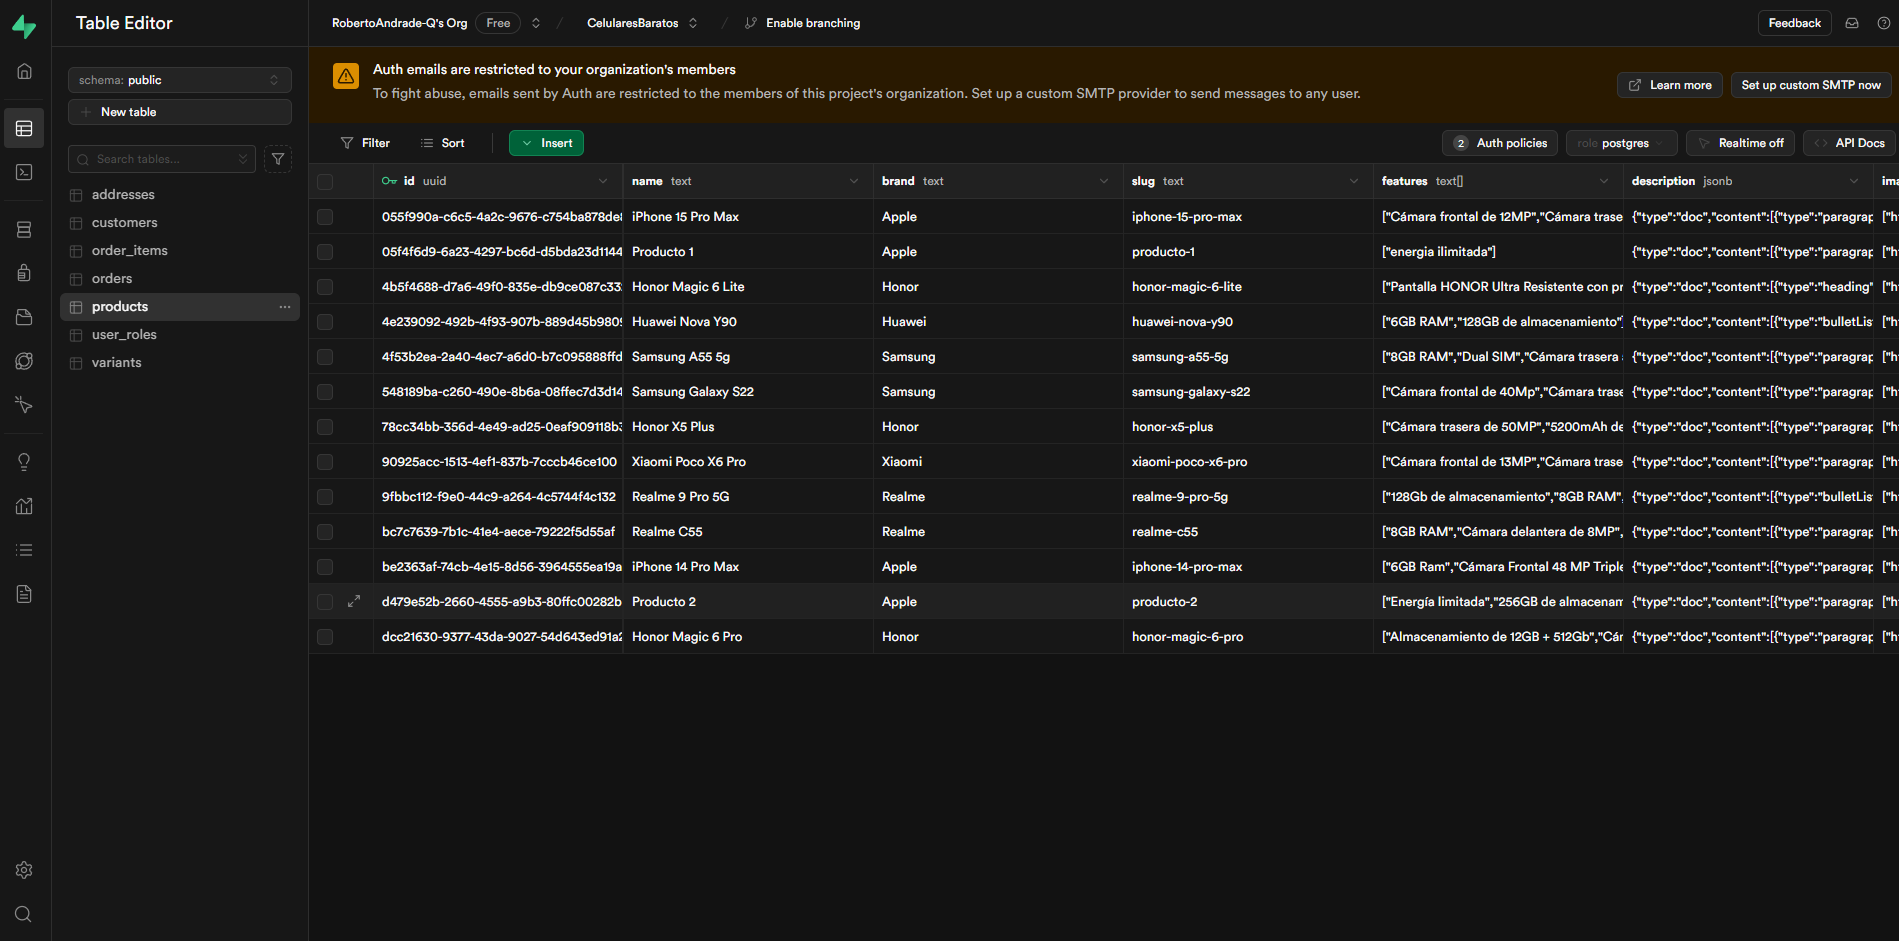 Table Editor
RobertoAndrade-Q's Org Free / CelularesBaratos / Enable branching
Feedback
schema: public
New table
Search tables...
addresses
customers
order_items
orders
products
user_roles
variants
Auth emails are restricted to your organization's members
To fight abuse, emails sent by Auth are restricted to the members of this project's organization. Set up a custom SMTP provider to send messages to any user.
Learn more
Set up custom SMTP now
Filter Sort Insert 2 Auth policies role postgres Realtime off API Docs
id uuid name text brand text slug text features text[] description jsonb ima
055f990a-c6c5-4a2c-9676-c754ba878de iPhone 15 Pro Max Apple iphone-15-pro-max ["Cámara frontal de 12MP","Cámara trase {"type":"doc","content":[{"type":"paragrap ["h
05f4f6d9-6a23-4297-bc6d-d5bda23d1144 Producto 1 Apple producto-1 ["energia ilimitada"] {"type":"doc","content":[{"type":"paragrap ["h
4b5f4688-d7a6-49f0-835e-db9ce087c33 Honor Magic 6 Lite Honor honor-magic-6-lite ["Pantalla HONOR Ultra Resistente con pr {"type":"doc","content":[{"type":"heading" ["h
4e239092-492b-4f93-907b-889d45b980 Huawei Nova Y90 Huawei huawei-nova-y90 ["6GB RAM","128GB de almacenamiento" {"type":"doc","content":[{"type":"bulletLis ["h
4f53b2ea-2a40-4ec7-a6d0-b7c095888ffd Samsung A55 5g Samsung samsung-a55-5g ["8GB RAM","Dual SIM","Cámara trasera {"type":"doc","content":[{"type":"paragrap ["h
548189ba-c260-490e-8b6a-08ffec7d3d14 Samsung Galaxy S22 Samsung samsung-galaxy-s22 ["Cámara frontal de 40Mp","Cámara trase {"type":"doc","content":[{"type":"paragrap ["h
78cc34bb-356d-4e49-ad25-0eaf909118b Honor X5 Plus Honor honor-x5-plus ["Cámara trasera de 50MP","5200mAh de {"type":"doc","content":[{"type":"paragrap ["h
90925acc-1513-4ef1-837b-7cccb46ce100 Xiaomi Poco X6 Pro Xiaomi xiaomi-poco-x6-pro ["Cámara frontal de 13MP","Cámara trase {"type":"doc","content":[{"type":"paragrap ["h
9fbbc112-f9e0-44c9-a264-4c5744f4c132 Realme 9 Pro 5G Realme realme-9-pro-5g ["128Gb de almacenamiento","8GB RAM", {"type":"doc","content":[{"type":"bulletLis ["h
bc7c7639-7b1c-41e4-aece-79222f5d55af Realme C55 Realme realme-c55 ["8GB RAM","Cámara delantera de 8MP", {"type":"doc","content":[{"type":"paragrap ["h
be2363af-74cb-4e15-8d56-3964555ea19a iPhone 14 Pro Max Apple iphone-14-pro-max ["6GB Ram","Cámara Frontal 48 MP Triple {"type":"doc","content":[{"type":"paragrap ["h
d479e52b-2660-4555-a9b3-80ffc00282b Producto 2 Apple producto-2 ["Energía limitada","256GB de almacenam {"type":"doc","content":[{"type":"paragrap ["h
dcc21630-9377-43da-9027-54d643ed91a2 Honor Magic 6 Pro Honor honor-magic-6-pro ["Almacenamiento de 12GB + 512Gb","Cár {"type":"doc","content":[{"type":"paragrap ["h